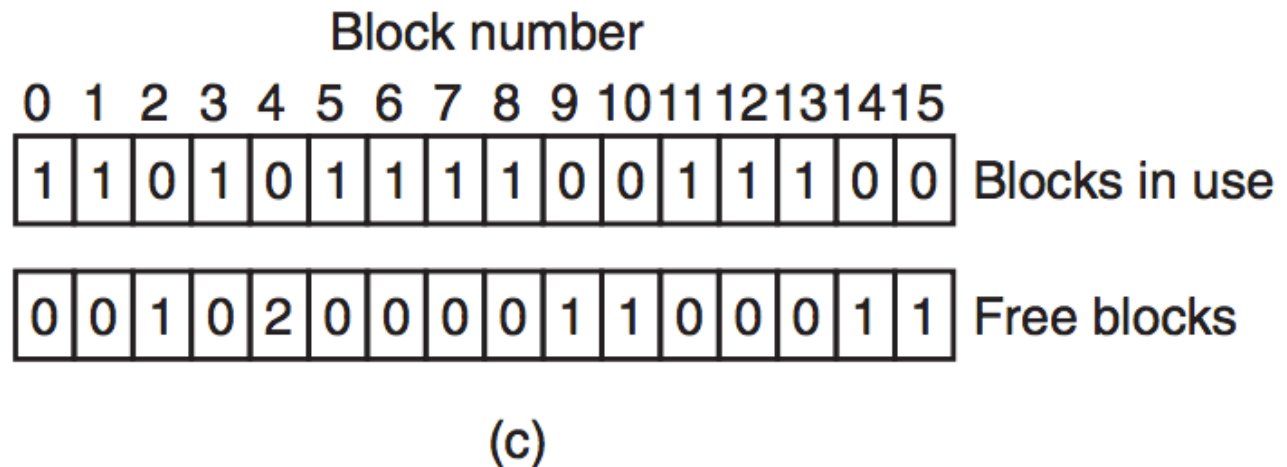 Block number
0 1 2 3 4 5 6 7 8 9 10 11 12 13 14 15
1 1 0 1 0 1 1 1 1 0 0 1 1 1 0 0 Blocks in use
0 0 1 0 2 0 0 0 0 1 1 0 0 0 1 1 Free blocks
(c)